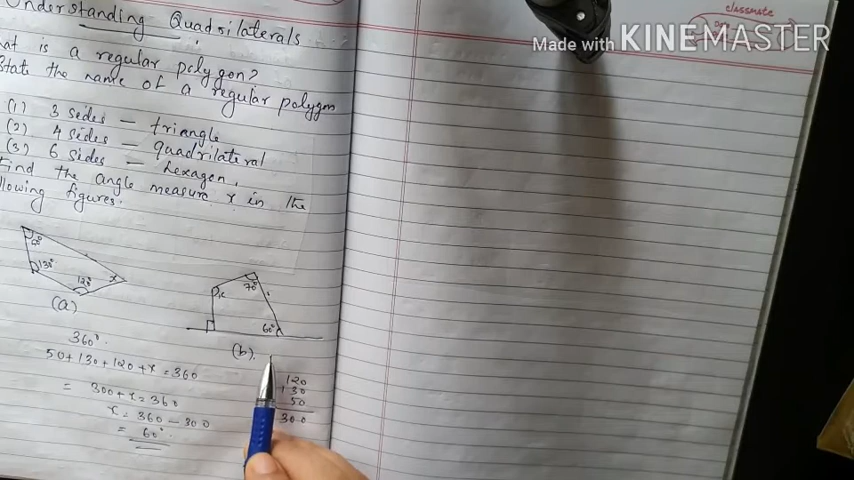 Understanding Quadrilaterals
What is a regular polygon?
State the name of a regular polygon
(1) 3 sides — triangle
(2) 4 sides — quadrilateral
(3) 6 sides — hexagon.
Find the angle measure x in the
following figures.
50°
130°
120°
x
(a)
x
70°
60°
(b).
360°
50+130+120+x = 360
= 300+x = 360
x = 360 - 300
= 60°
120
130
50
300
classmate
Made with KINEMASTER